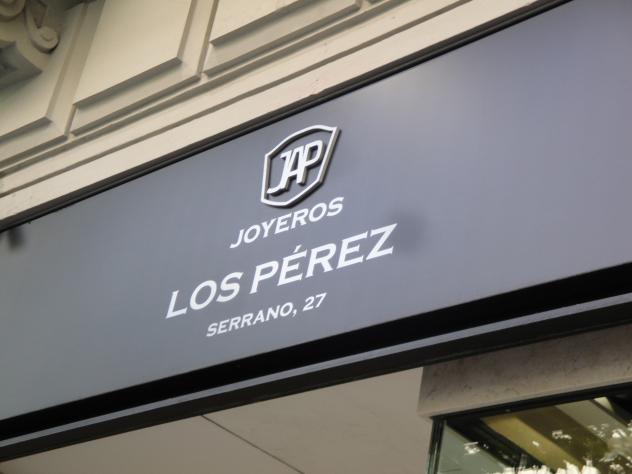 JAP
JOYEROS
LOS PÉREZ
SERRANO, 27